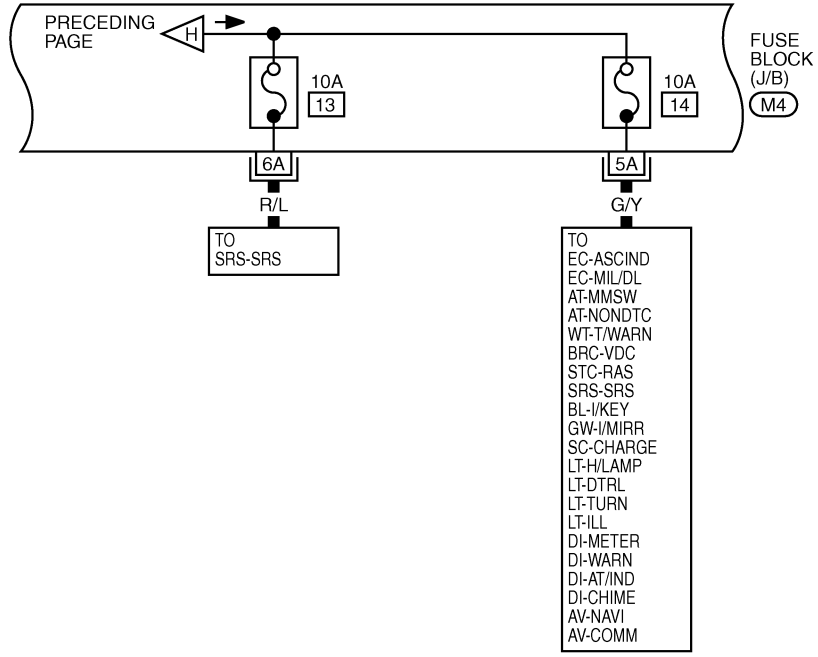 PRECEDING
PAGE
H
FUSE
BLOCK
(J/B)
M4
10A
13
10A
14
6A
5A
R/L
G/Y
TO
SRS-SRS
TO
EC-ASCIND
EC-MIL/DL
AT-MMSW
AT-NONDTC
WT-T/WARN
BRC-VDC
STC-RAS
SRS-SRS
BL-I/KEY
GW-I/MIRR
SC-CHARGE
LT-H/LAMP
LT-DTRL
LT-TURN
LT-ILL
DI-METER
DI-WARN
DI-AT/IND
DI-CHIME
AV-NAVI
AV-COMM